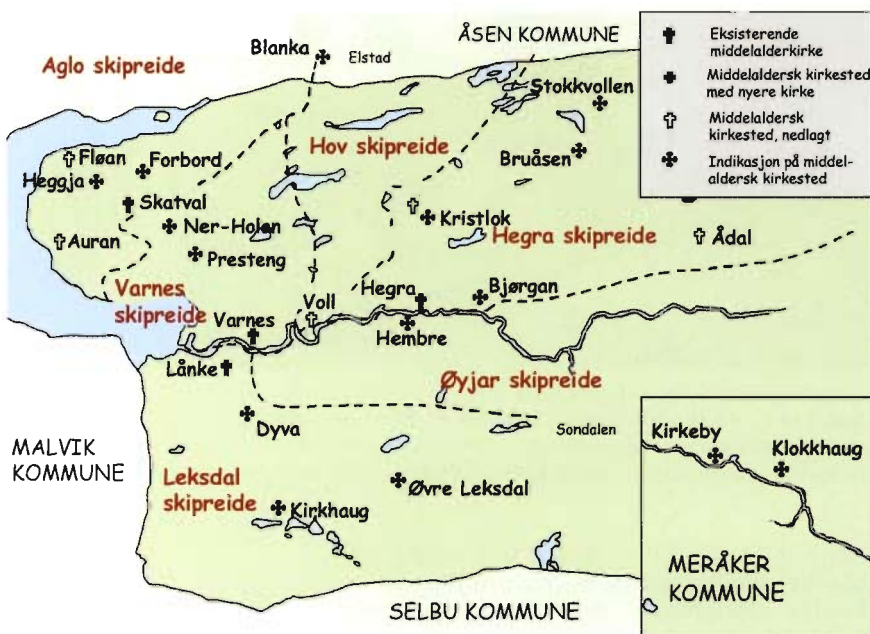 Blanka
Elstad
ÅSEN KOMMUNE
Aglo skipreide
Stokkvollen
Hov skipreide
Bruåsen
Fløan
Forbord
Heggja
Skatval
Ner-Holen
Kristlok
Hegra skipreide
Ådal
Auran
Presteng
Varnes
skipreide
Voll
Hegra
Bjørgan
Varnes
Hembre
Lånke
Øyjar skipreide
Dyva
Sondalen
MALVIK
KOMMUNE
Leksdal
skipreide
Øvre Leksdal
Kirkhaug
SELBU KOMMUNE
Eksisterende
middelalderkirke
Middelaldersk kirkested
med nyere kirke
Middelaldersk
kirkested, nedlagt
Indikasjon på middel-
aldersk kirkested
Kirkeby
Klokkhaug
MERÅKER
KOMMUNE